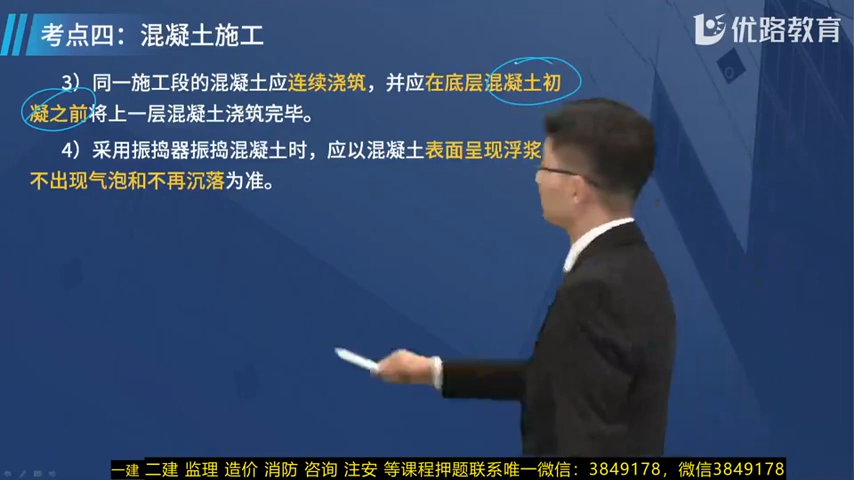 考点四：混凝土施工
优路教育
3）同一施工段的混凝土应连续浇筑，并应在底层混凝土初
凝之前将上一层混凝土浇筑完毕。
4）采用振捣器振捣混凝土时，应以混凝土表面呈现浮浆
不出现气泡和不再沉落为准。
一建 二建 监理 造价 消防 咨询 注安 等课程押题联系唯一微信：3849178，微信3849178